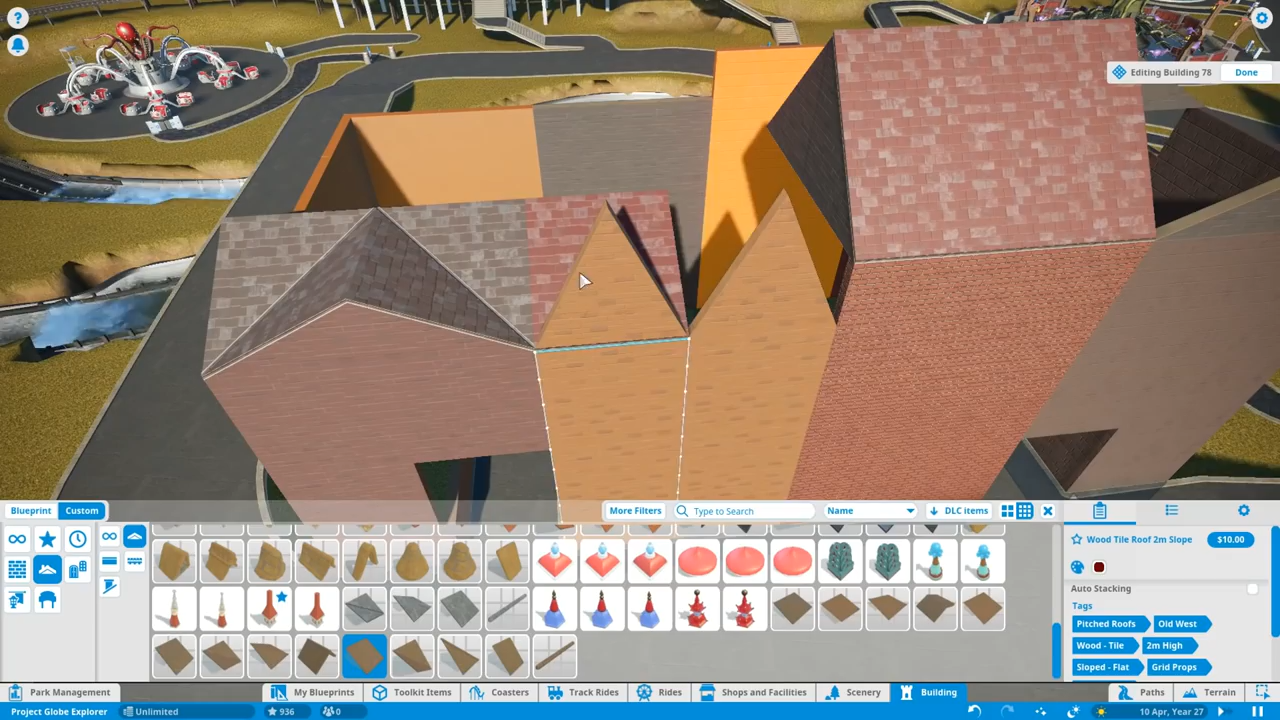 ?
Editing Building 78
Done
Blueprint
Custom
More Filters
Type to Search
Name
DLC items
Wood Tile Roof 2m Slope
$10.00
Auto Stacking
Tags
Pitched Roofs
Old West
Wood - Tile
2m High
Sloped - Flat
Grid Props
Park Management
My Blueprints
Toolkit Items
Coasters
Track Rides
Rides
Shops and Facilities
Scenery
Building
Paths
Terrain
Project Globe Explorer
Unlimited
936
0
10 Apr, Year 27